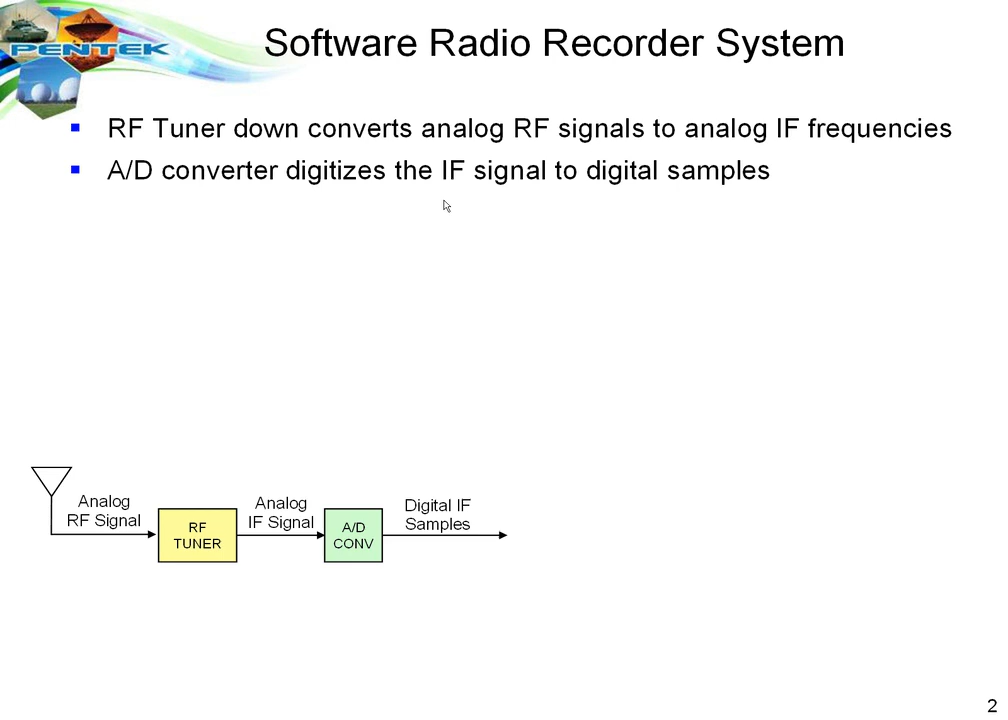 PENTEK
Software Radio Recorder System
RF Tuner down converts analog RF signals to analog IF frequencies
A/D converter digitizes the IF signal to digital samples
Analog
RF Signal
RF
TUNER
Analog
IF Signal
A/D
CONV
Digital IF
Samples
2